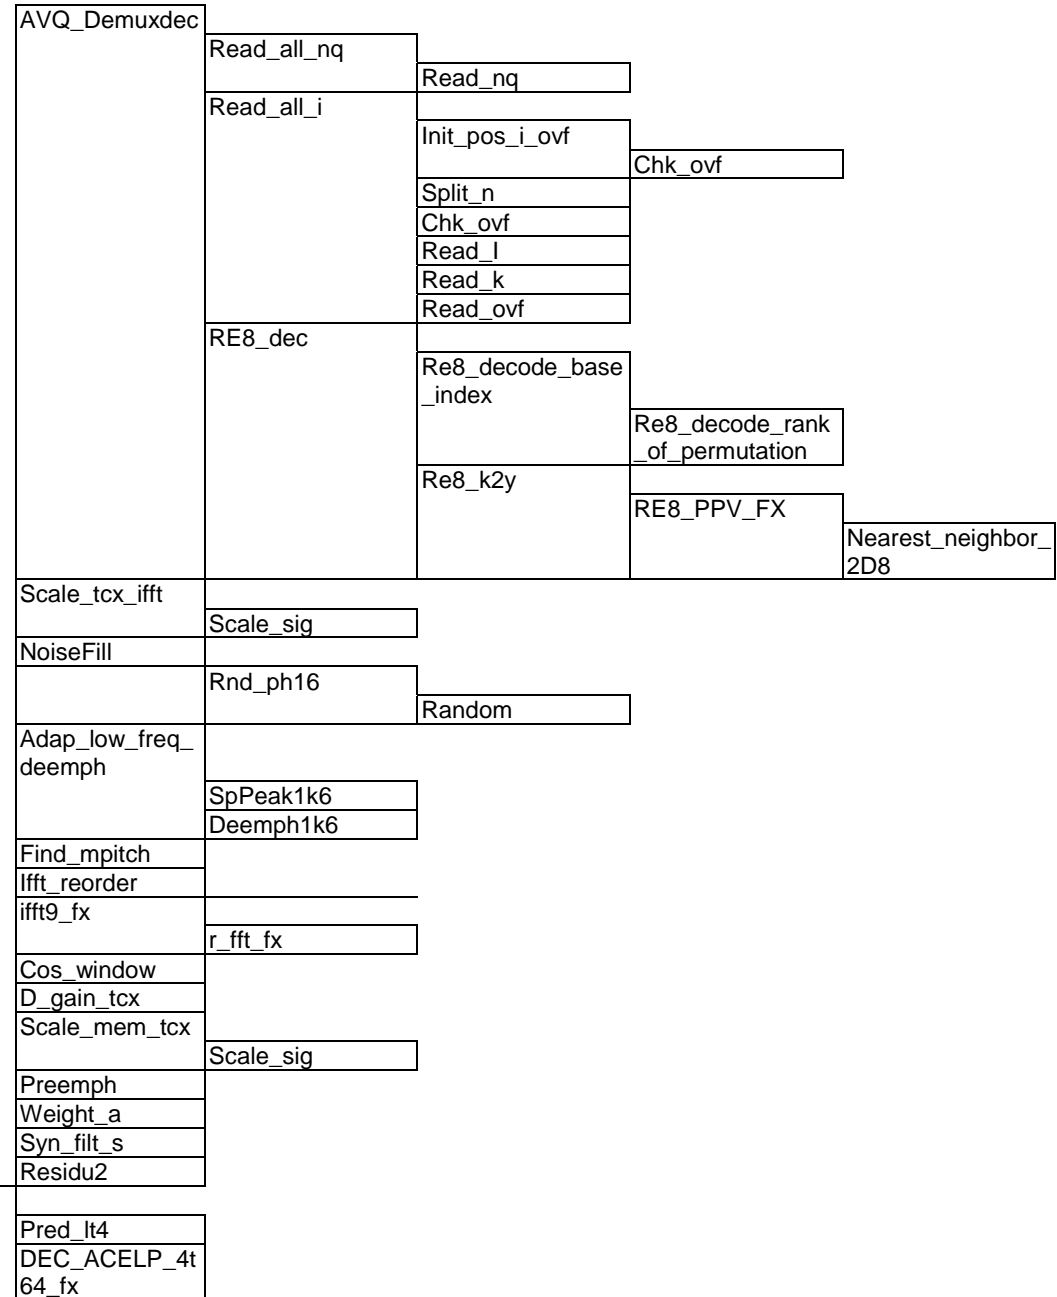 AVQ_Demuxdec
Read_all_nq
Read_nq
Read_all_i
Init_pos_i_ovf
Chk_ovf
Split_n
Chk_ovf
Read_I
Read_k
Read_ovf
RE8_dec
Re8_decode_base
_index
Re8_decode_rank
_of_permutation
Re8_k2y
RE8_PPV_FX
Nearest_neighbor_
2D8
Scale_tcx_ifft
Scale_sig
NoiseFill
Rnd_ph16
Random
Adap_low_freq_
deemph
SpPeak1k6
Deemph1k6
Find_mpitch
Ifft_reorder
ifft9_fx
r_fft_fx
Cos_window
D_gain_tcx
Scale_mem_tcx
Scale_sig
Preemph
Weight_a
Syn_filt_s
Residu2
Pred_lt4
DEC_ACELP_4t
64_fx